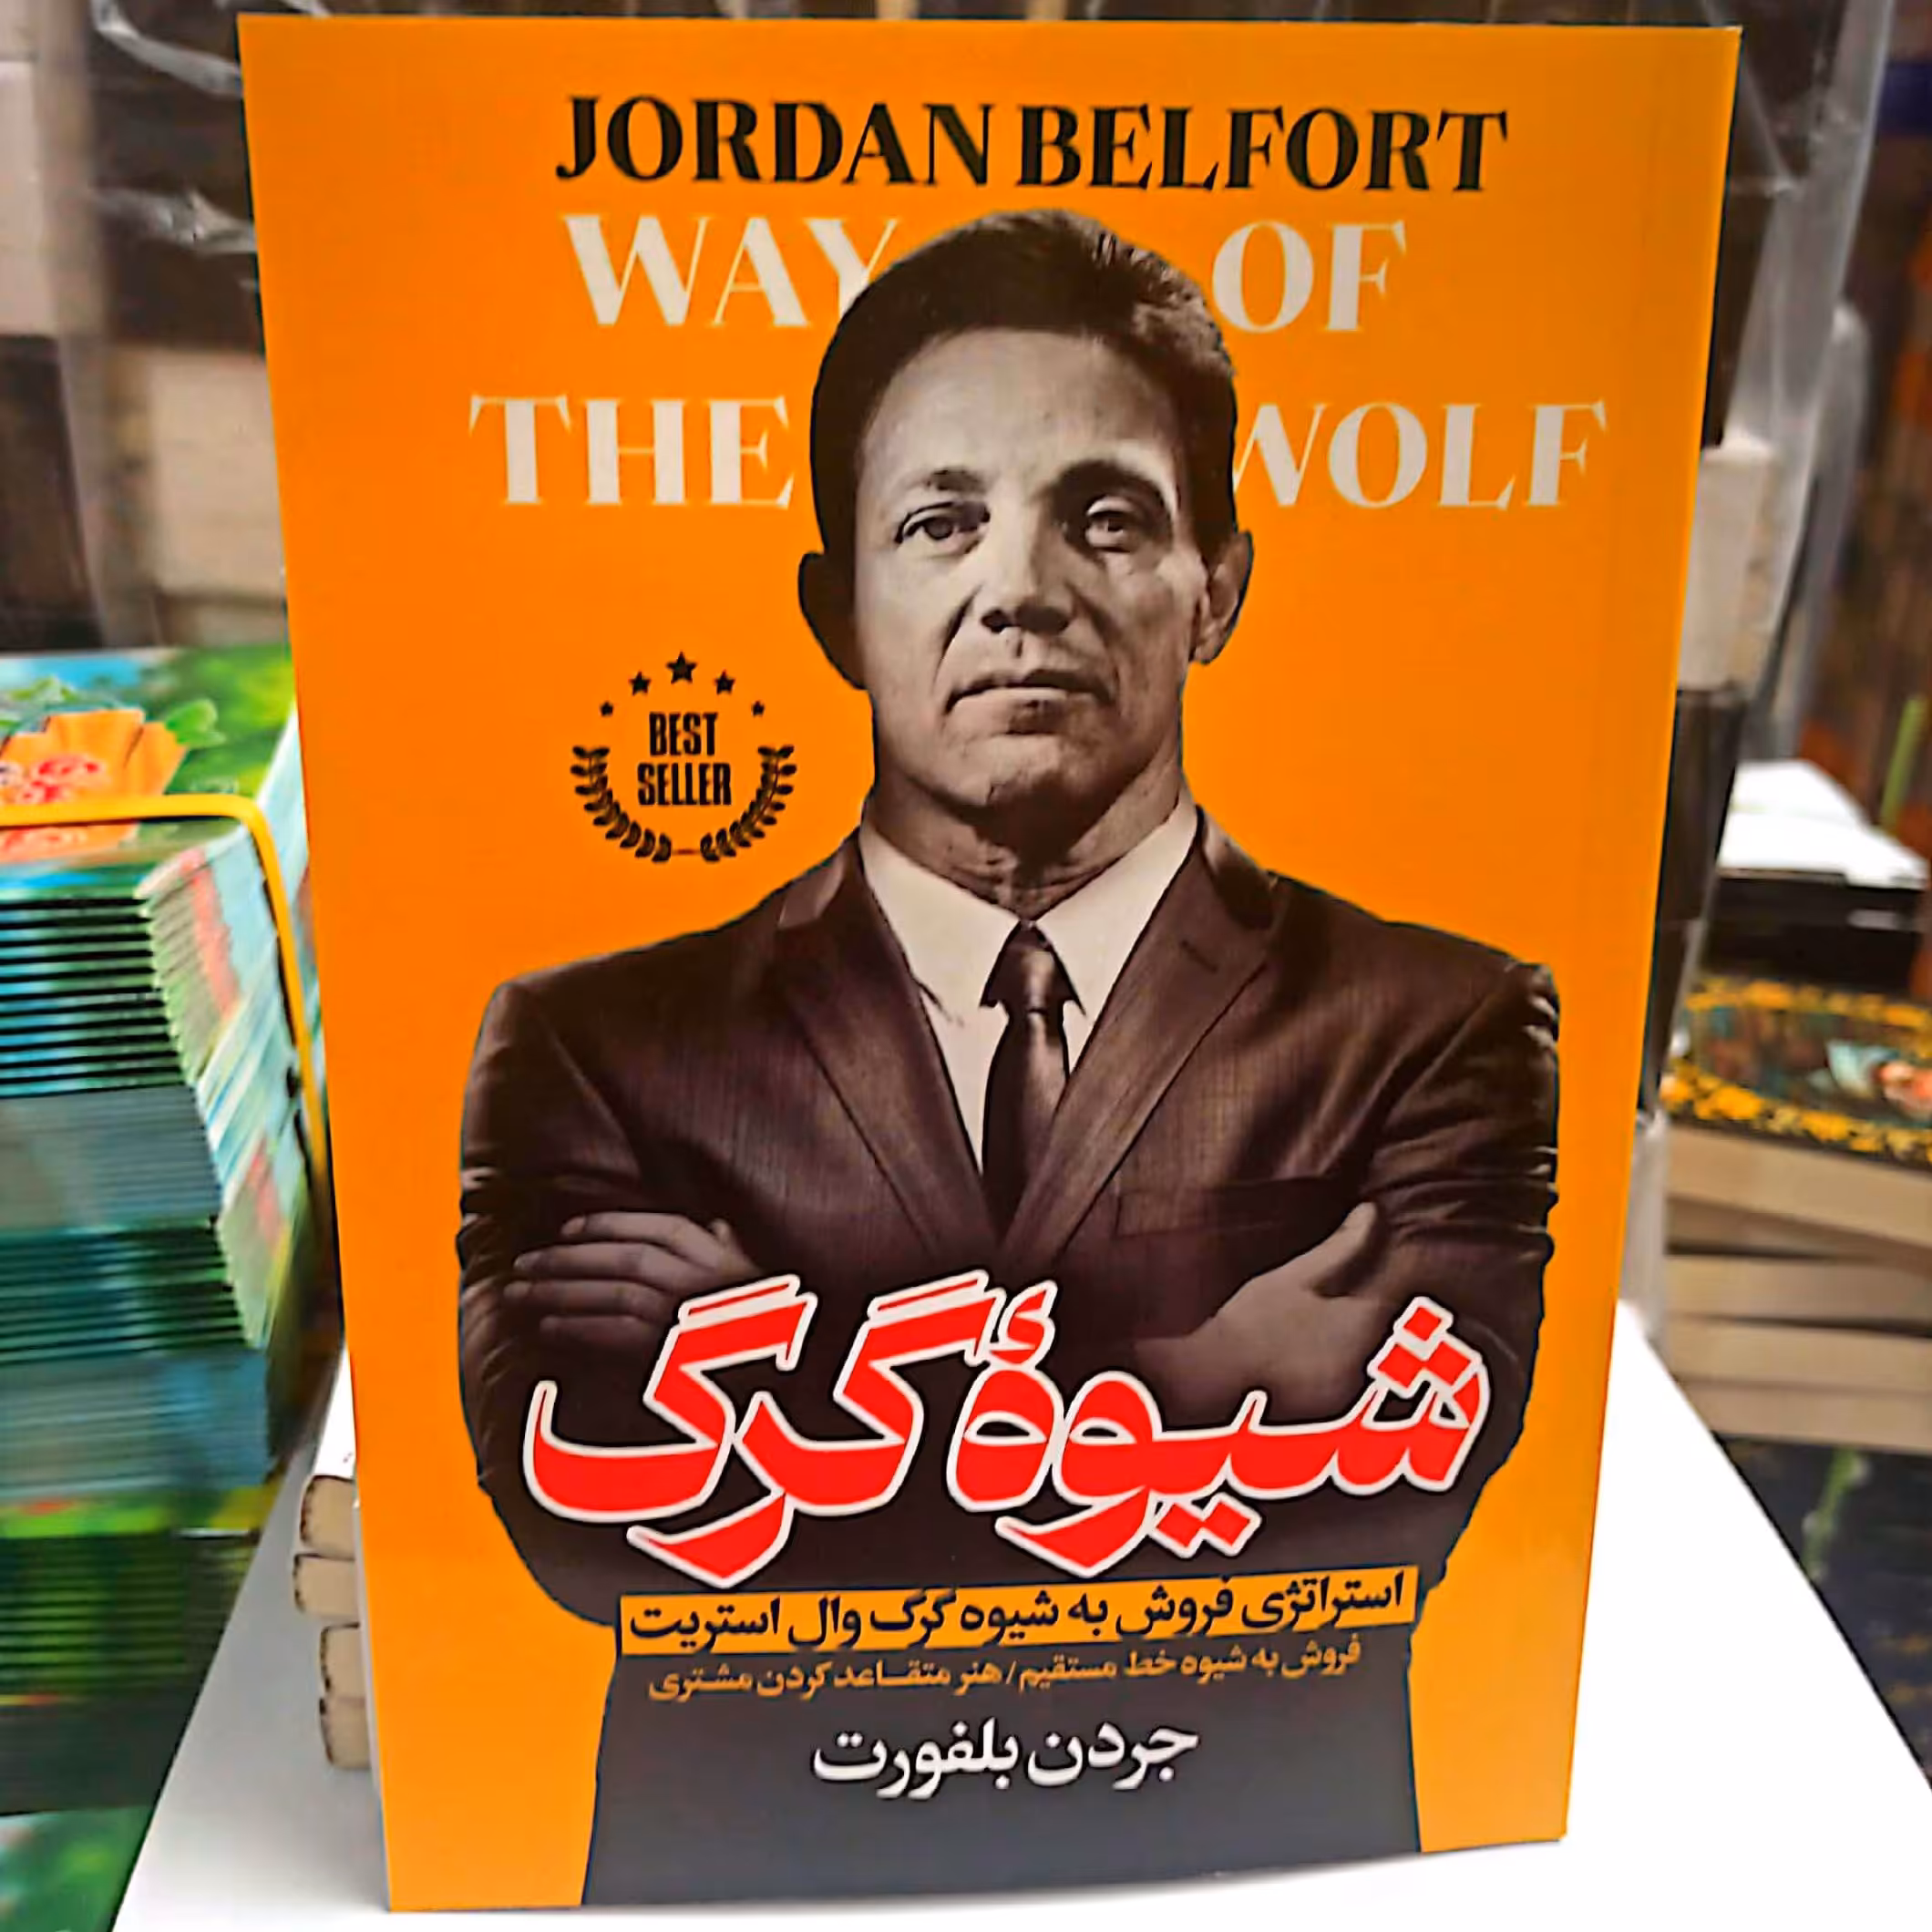 JORDAN BELFORT
WAY OF
THE WOLF
BEST
SELLER
شیوهٔ گرگ
استراتژی فروش به شیوه گرگ وال استریت
فروش به شیوه خط مستقیم/هنر متقاعد کردن مشتری
جردن بلفورت